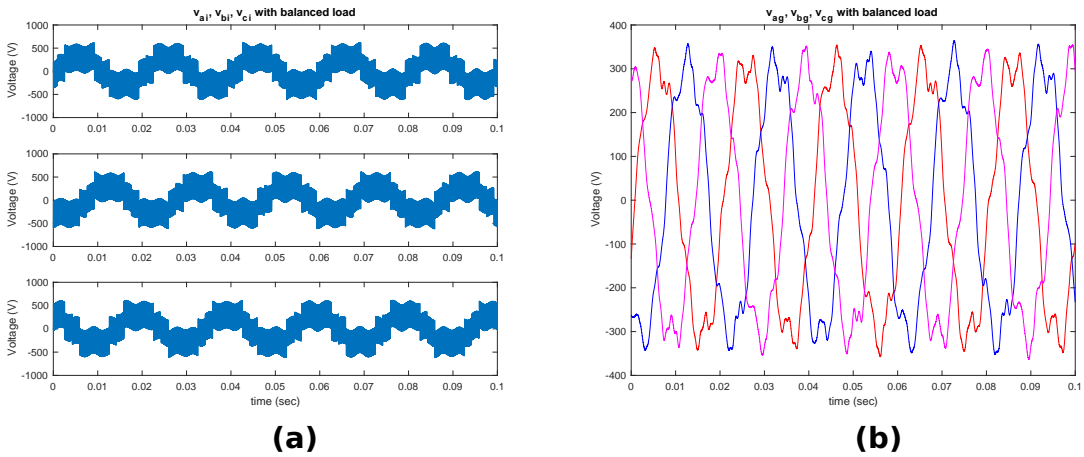 v_ai, v_bi, v_ci with balanced load
Voltage (V)
1000
500
0
-500
-1000
0 0.01 0.02 0.03 0.04 0.05 0.06 0.07 0.08 0.09 0.1
Voltage (V)
1000
500
0
-500
-1000
0 0.01 0.02 0.03 0.04 0.05 0.06 0.07 0.08 0.09 0.1
Voltage (V)
1000
500
0
-500
-1000
0 0.01 0.02 0.03 0.04 0.05 0.06 0.07 0.08 0.09 0.1
time (sec)
(a)
v_ag, v_bg, v_cg with balanced load
Voltage (V)
400
300
200
100
0
-100
-200
-300
-400
0 0.01 0.02 0.03 0.04 0.05 0.06 0.07 0.08 0.09 0.1
time (sec)
(b)